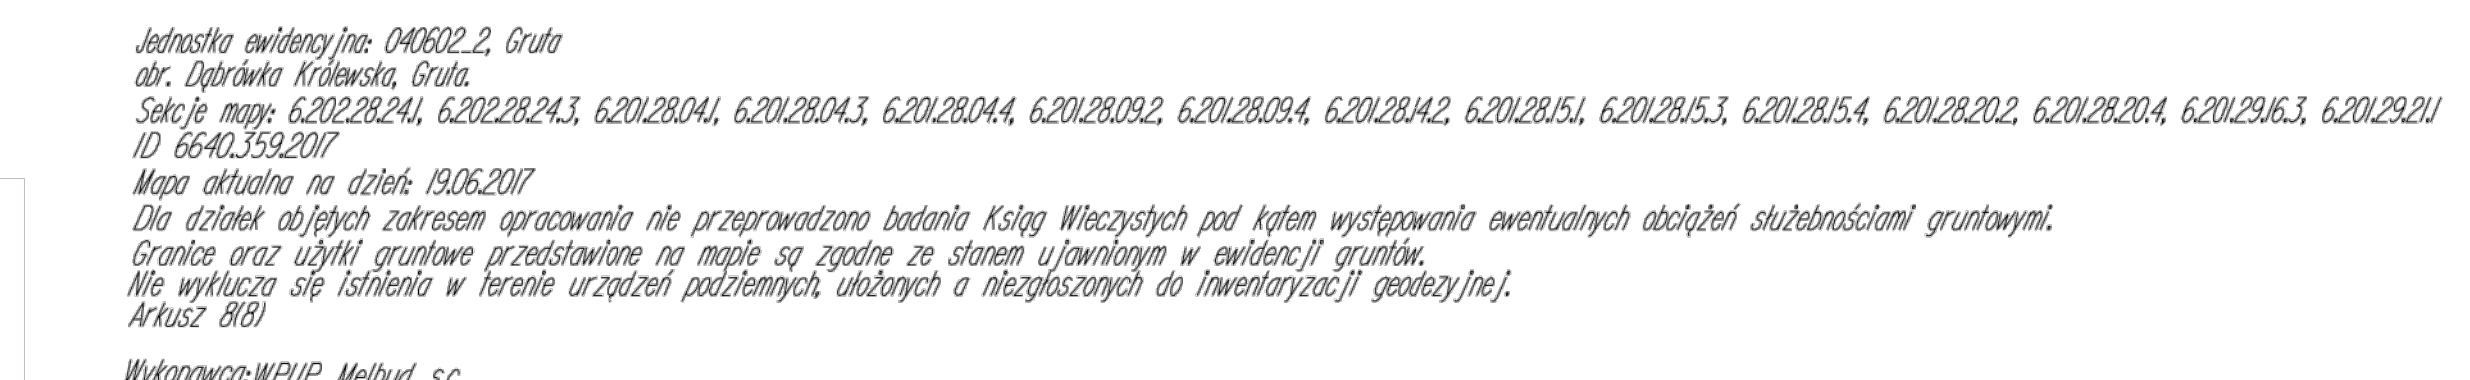 Jednostka ewidencyjna: 040602_2, Gruta
obr. Dąbrówka Królewska, Gruta.
Sekcje mapy: 6.202.28.24.1, 6.202.28.24.3, 6.201.28.04.1, 6.201.28.04.3, 6.201.28.04.4, 6.201.28.09.2, 6.201.28.09.4, 6.201.28.14.2, 6.201.28.15.1, 6.201.28.15.3, 6.201.28.15.4, 6.201.28.20.2, 6.201.28.20.4, 6.201.29.16.3, 6.201.29.21.1
ID 6640.359.2017
Mapa aktualna na dzień: 19.06.2017
Dla działek objętych zakresem opracowania nie przeprowadzono badania Ksiąg Wieczystych pod kątem występowania ewentualnych obciążeń służebnościami gruntowymi.
Granice oraz użytki gruntowe przedstawione na mapie są zgodne ze stanem ujawnionym w ewidencji gruntów.
Nie wyklucza się istnienia w terenie urządzeń podziemnych, ułożonych a niezgłoszonych do inwentaryzacji geodezyjnej.
Arkusz 8(8)
Wykonawca: Melbud s.c.